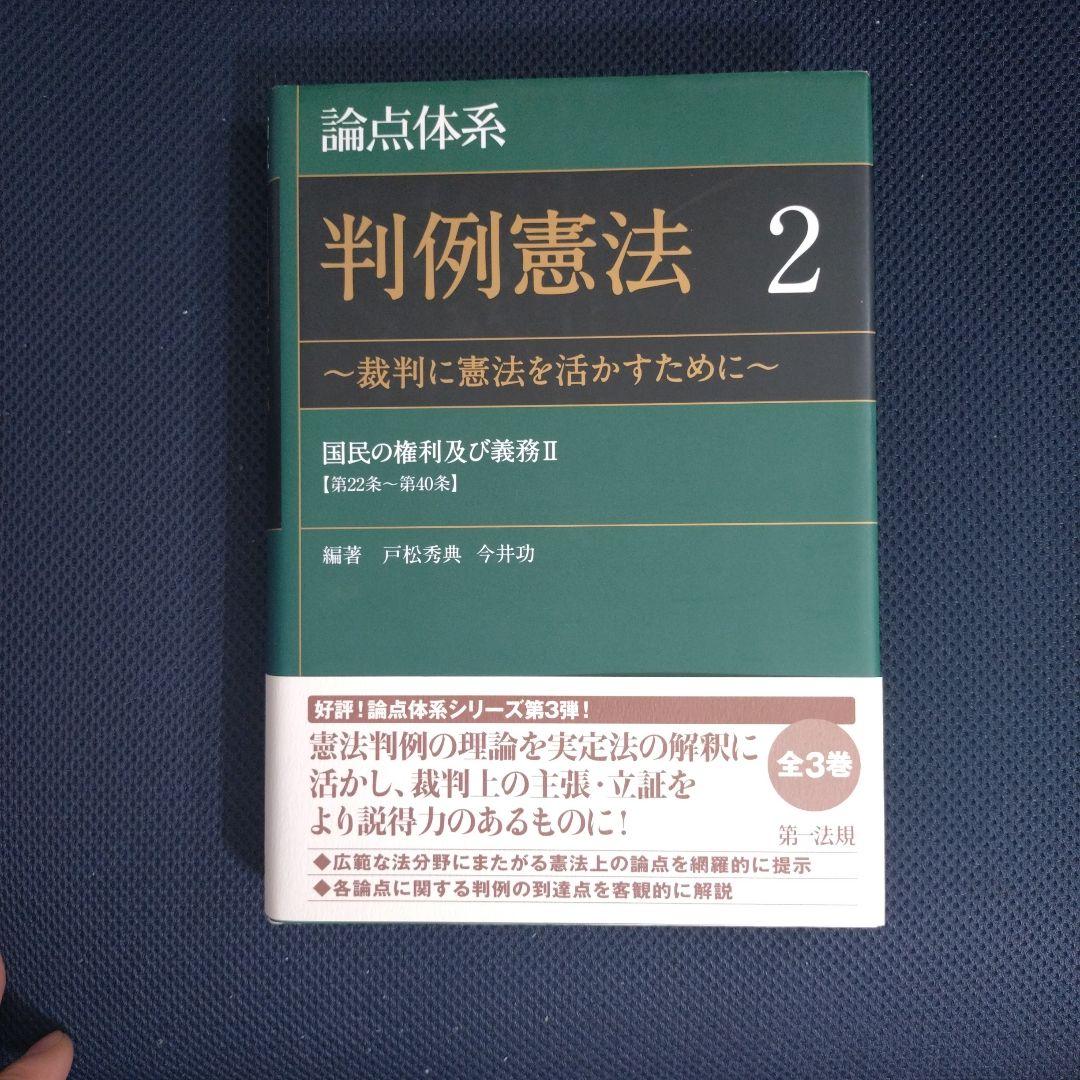 論点体系
判例憲法 2
～裁判に憲法を活かすために～
国民の権利及び義務Ⅱ
【第22条～第40条】
編著 戸松秀典 今井功
好評！論点体系シリーズ第3弾！
憲法判例の理論を実定法の解釈に
活かし、裁判上の主張・立証を
より説得力のあるものに！
全3巻
第一法規
◆広範な法分野にまたがる憲法上の論点を網羅的に提示
◆各論点に関する判例の到達点を客観的に解説